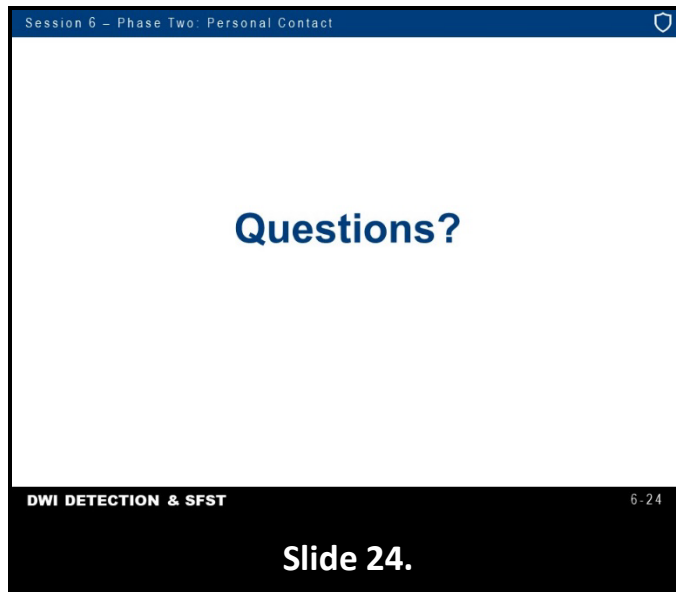 Session 6 – Phase Two: Personal Contact
Questions?
DWI DETECTION & SFST
6-24
Slide 24.